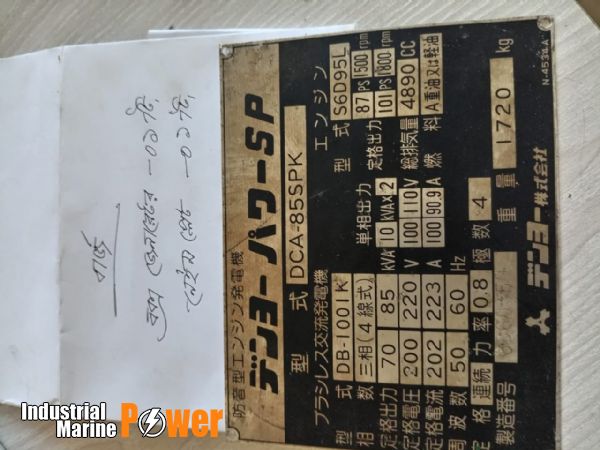 বার্জ
防音型エンジン発電機
デンヨーパワーSP
型式 DCA-85SPK
ブラシレス交流発電機
型式 DB-1001K
相数 三相(4線式) 単相出力
定格出力 70 85 KVA 10 KVA×2
定格電圧 200 220 V 100 110 V
定格電流 202 223 A 100 90.9 A
周波数 50 60 Hz
定格 連続 力率 0.8 極数 4
製造番号
エンジン
型式 S6D95L
定格出力 87 PS 1500 rpm
101 PS 1800 rpm
総排気量 4890 CC
燃料 A重油又は軽油
重量 1720 kg
デンヨー株式会社
N-4534A
Industrial
Marine Power